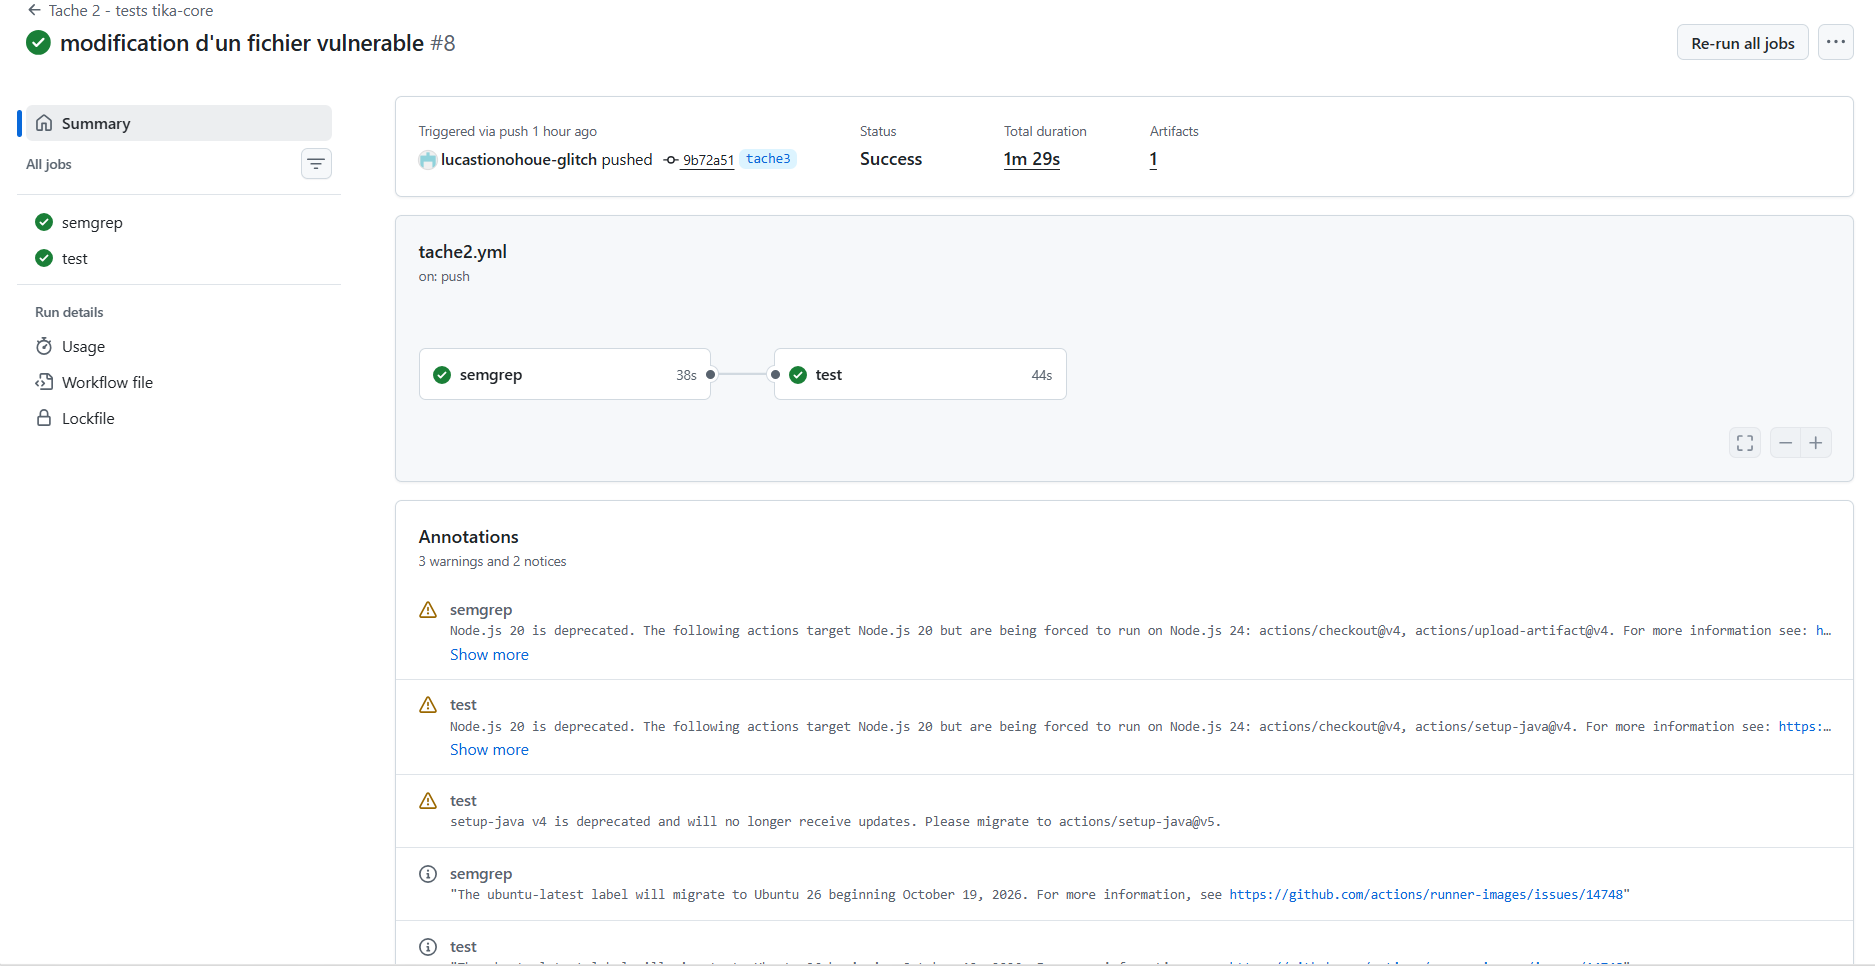 Tache 2 - tests tika-core
modification d'un fichier vulnerable #8
Re-run all jobs
Summary
All jobs
semgrep
test
Run details
Usage
Workflow file
Lockfile
Triggered via push 1 hour ago
lucastionohoue-glitch pushed 9b72a51 tache3
Status
Success
Total duration
1m 29s
Artifacts
1
tache2.yml
on: push
semgrep 38s
test 44s
Annotations
3 warnings and 2 notices
semgrep
Node.js 20 is deprecated. The following actions target Node.js 20 but are being forced to run on Node.js 24: actions/checkout@v4, actions/upload-artifact@v4. For more information see: h…
Show more
test
Node.js 20 is deprecated. The following actions target Node.js 20 but are being forced to run on Node.js 24: actions/checkout@v4, actions/setup-java@v4. For more information see: https:…
Show more
test
setup-java v4 is deprecated and will no longer receive updates. Please migrate to actions/setup-java@v5.
semgrep
"The ubuntu-latest label will migrate to Ubuntu 26 beginning October 19, 2026. For more information, see https://github.com/actions/runner-images/issues/14748"
test